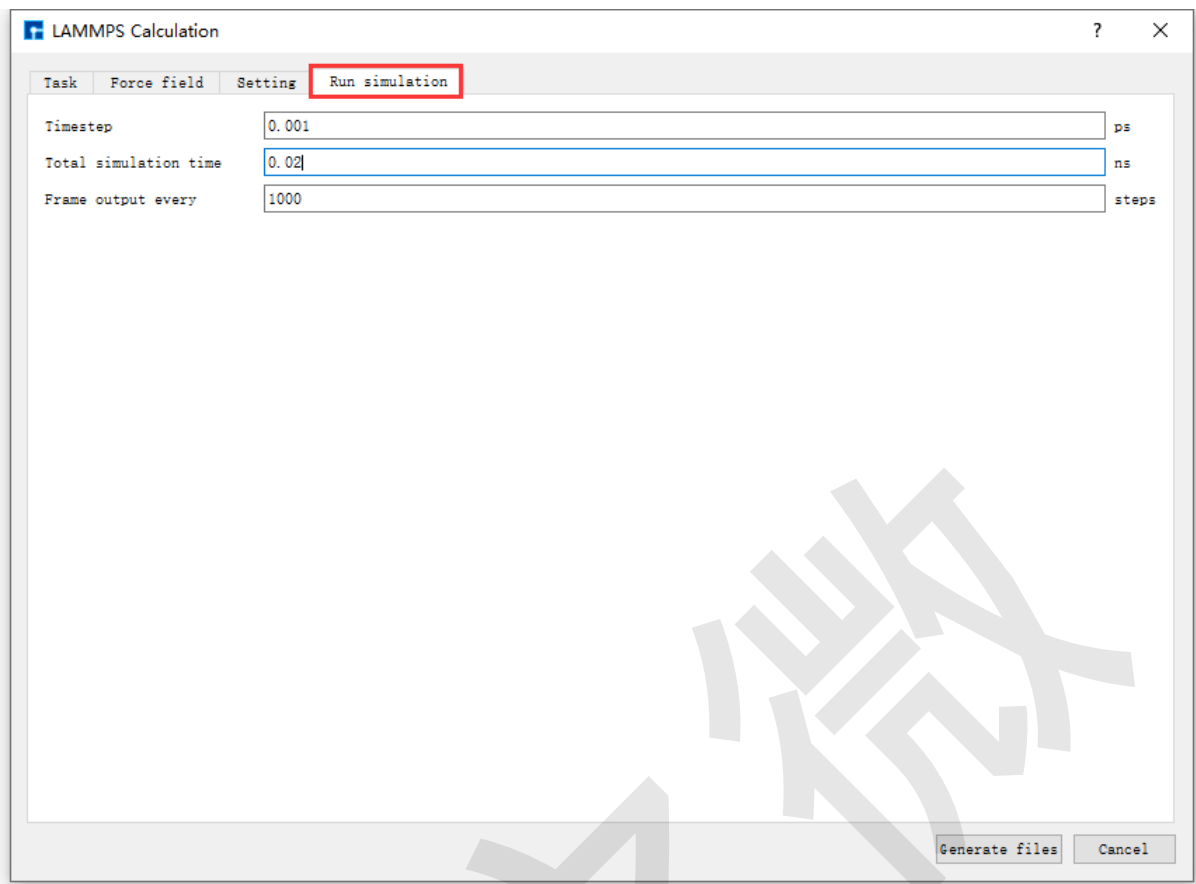 LAMMPS Calculation ?
Task Force field Setting Run simulation
Timestep 0.001 ps
Total simulation time 0.02 ns
Frame output every 1000 steps
Generate files Cancel
微